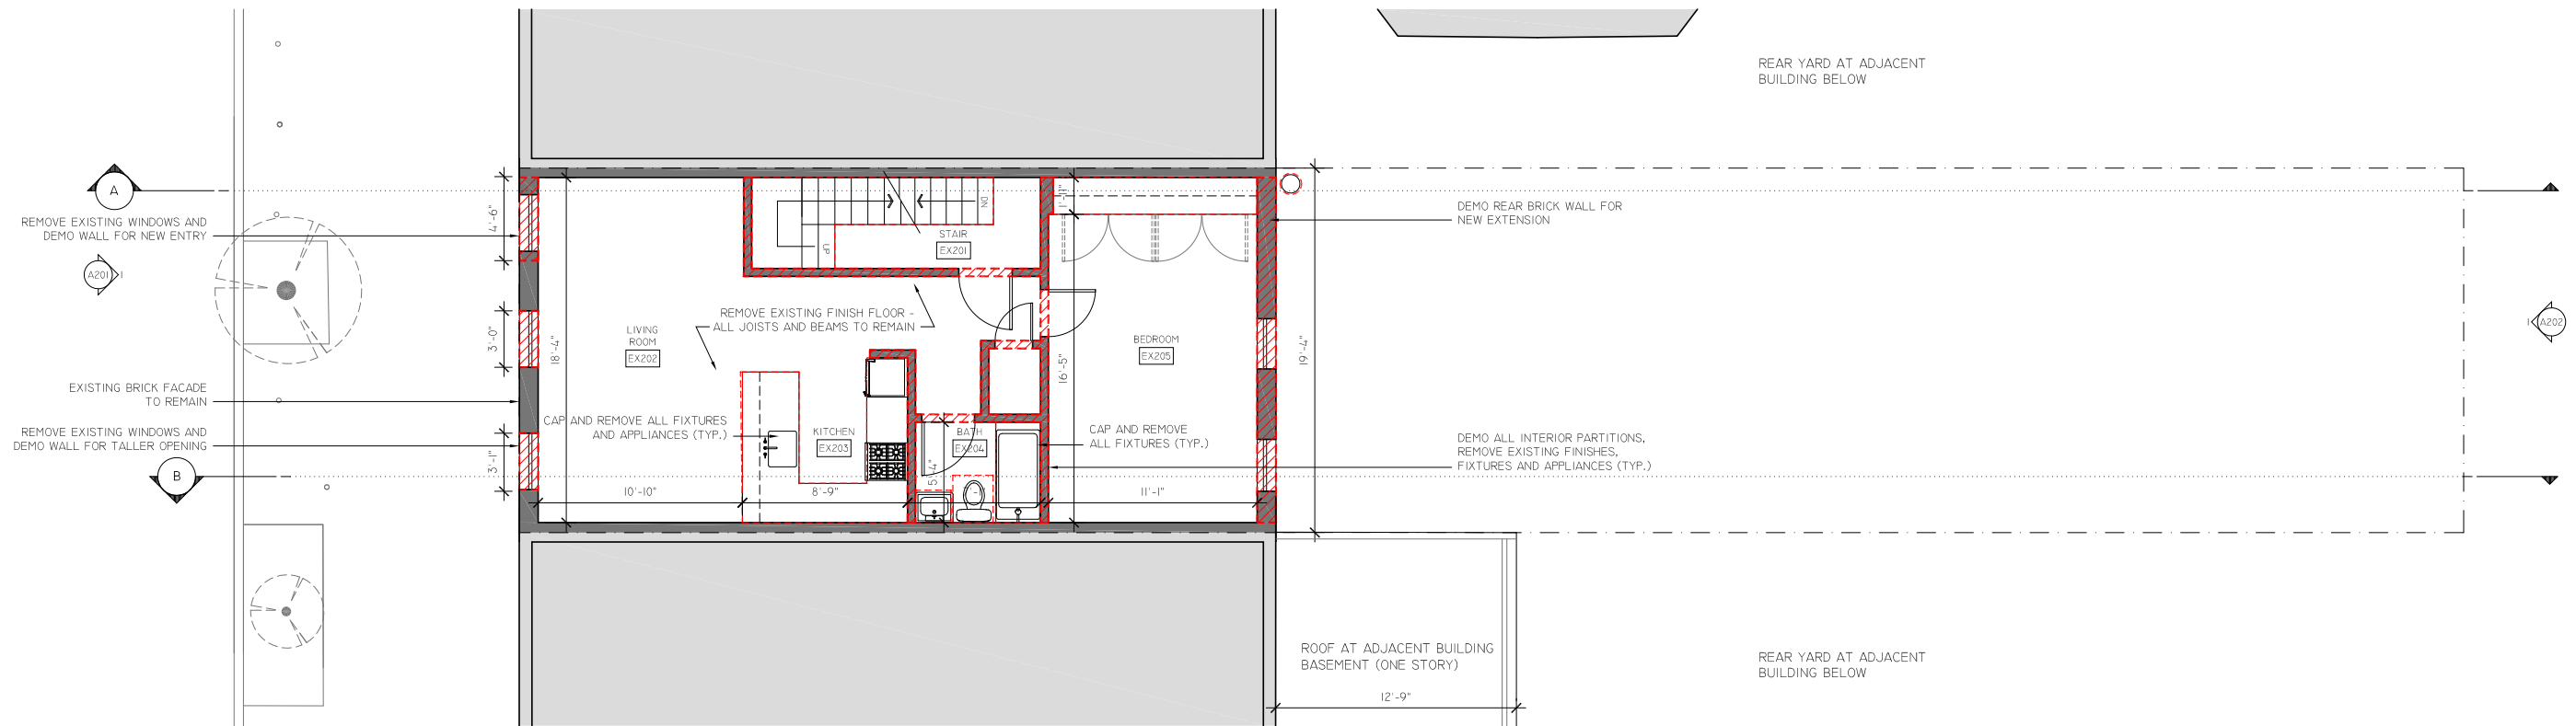 REAR YARD AT ADJACENT
BUILDING BELOW
A
REMOVE EXISTING WINDOWS AND
DEMO WALL FOR NEW ENTRY
A201
1
4'-6"
3'-0"
3'-1"
18'-4"
EXISTING BRICK FACADE
TO REMAIN
REMOVE EXISTING WINDOWS AND
DEMO WALL FOR TALLER OPENING
B
DN
UP
STAIR
EX201
1'-11"
REMOVE EXISTING FINISH FLOOR -
ALL JOISTS AND BEAMS TO REMAIN
LIVING
ROOM
EX202
BEDROOM
EX205
16'-5"
19'-4"
DEMO REAR BRICK WALL FOR
NEW EXTENSION
1
A202
CAP AND REMOVE ALL FIXTURES
AND APPLIANCES (TYP.)
KITCHEN
EX203
BATH
EX204
5'-4"
CAP AND REMOVE
ALL FIXTURES (TYP.)
DEMO ALL INTERIOR PARTITIONS,
REMOVE EXISTING FINISHES,
FIXTURES AND APPLIANCES (TYP.)
10'-10"
8'-9"
11'-1"
ROOF AT ADJACENT BUILDING
BASEMENT (ONE STORY)
12'-9"
REAR YARD AT ADJACENT
BUILDING BELOW